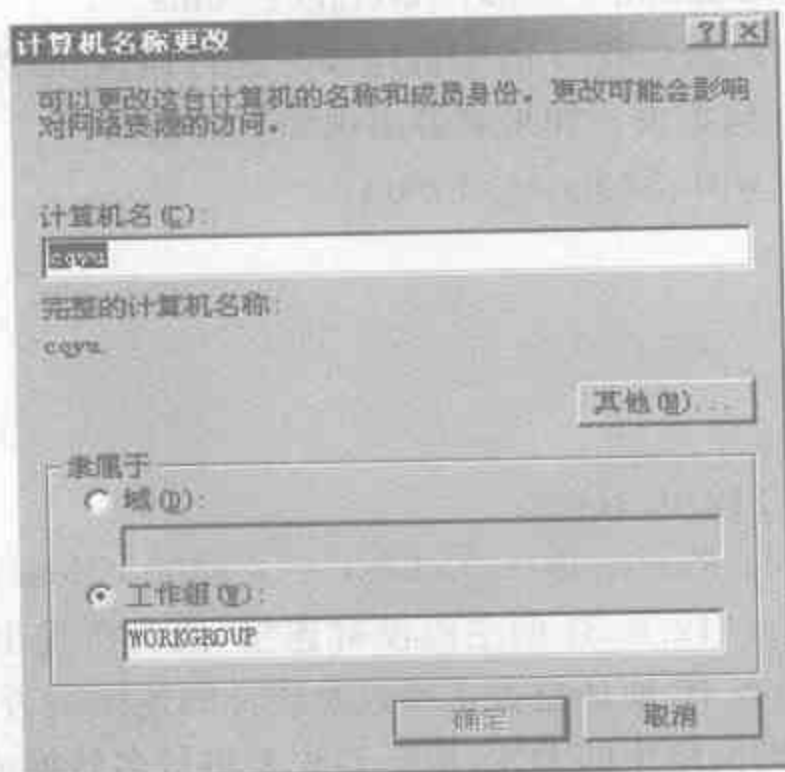 计算机名称更改
可以更改这台计算机的名称和成员身份。更改可能会影响
对网络资源的访问。
计算机名(C):
cqyu
完整的计算机名称:
cqyu.
其他(M)...
隶属于
域(D):
工作组(W):
WORKGROUP
确定
取消